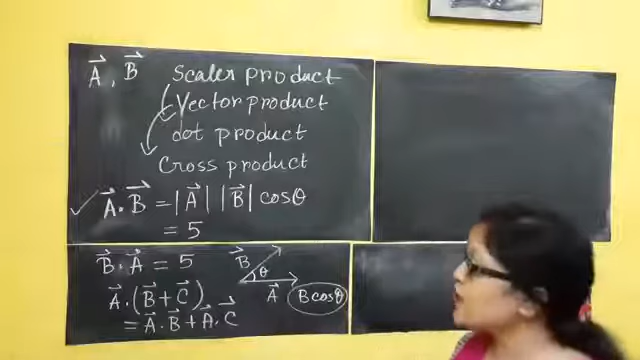 A⃗, B⃗ Scaler product
Vector product
dot product
Cross product
A⃗ . B⃗ = |A⃗| |B⃗| cosθ
= 5
B⃗ . A⃗ = 5
B⃗ θ
A⃗ Bcosθ
A⃗ . (B⃗ + C⃗)
= A⃗ . B⃗ + A⃗ . C⃗